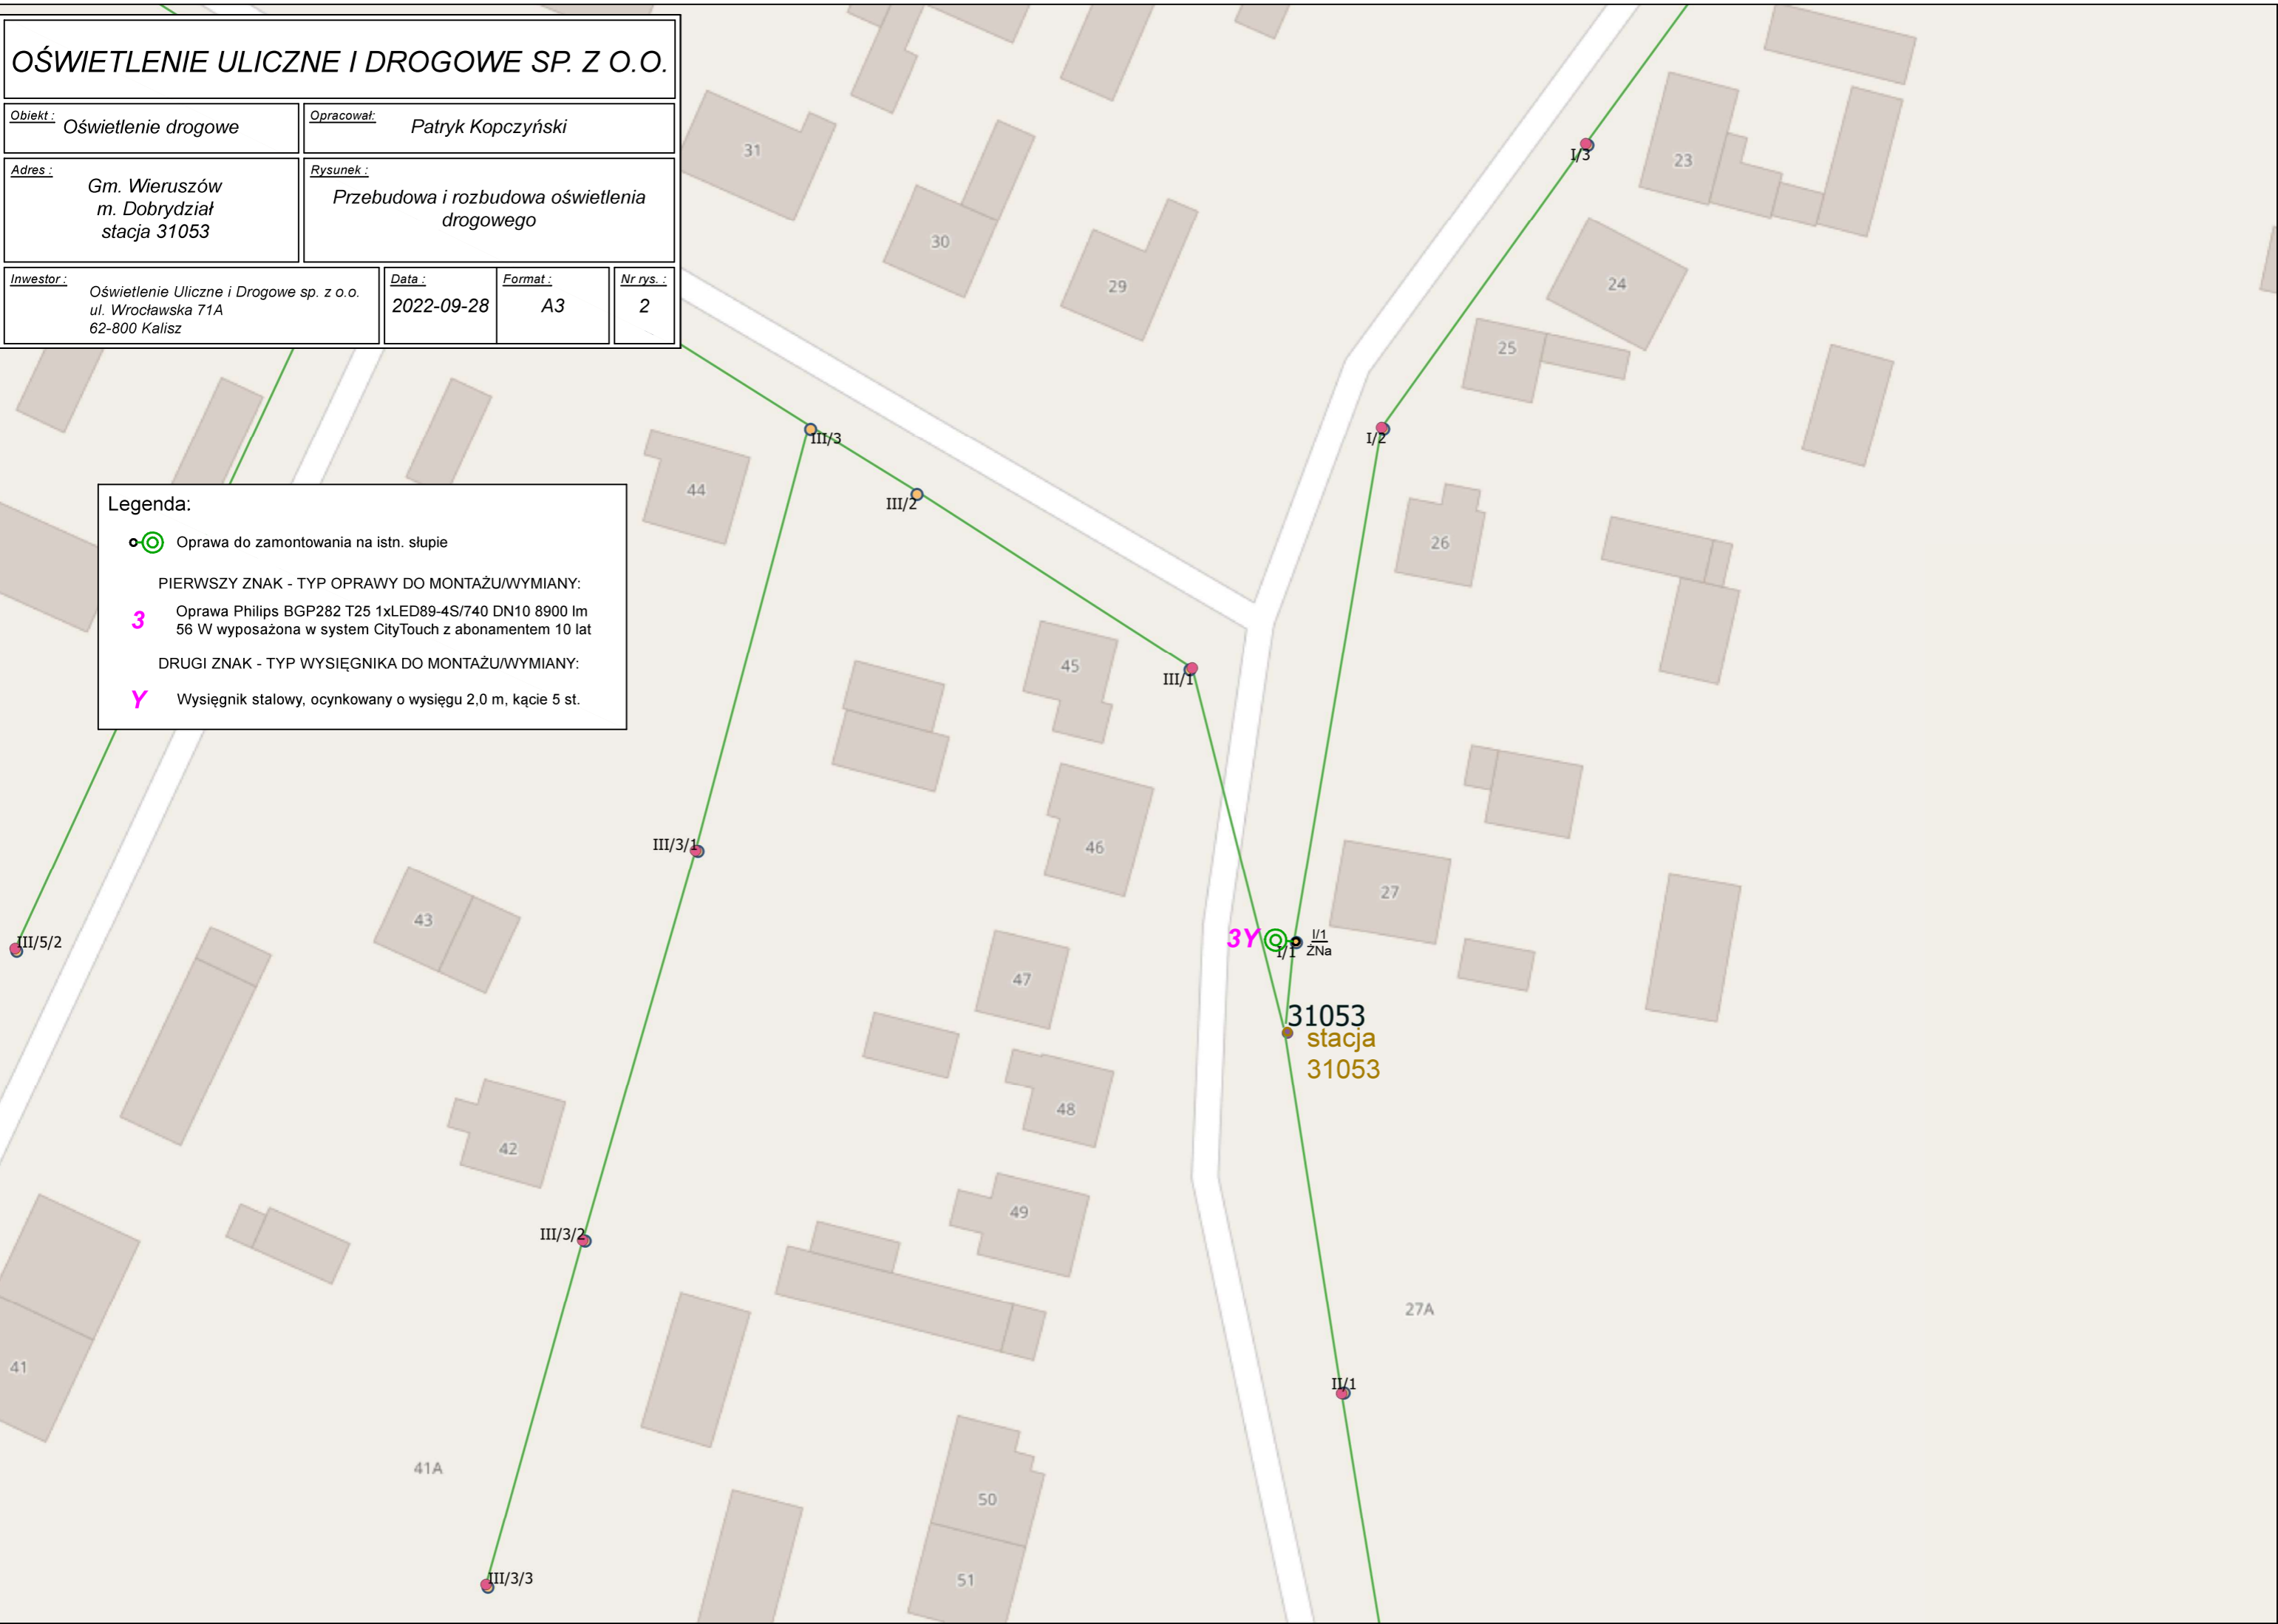 OŚWIETLENIE ULICZNE I DROGOWE SP. Z O.O.
Obiekt : Oświetlenie drogowe
Opracował: Patryk Kopczyński
Adres :
Gm. Wieruszów
m. Dobrydział
stacja 31053
Rysunek :
Przebudowa i rozbudowa oświetlenia
drogowego
Inwestor :
Oświetlenie Uliczne i Drogowe sp. z o.o.
ul. Wrocławska 71A
62-800 Kalisz
Data :
2022-09-28
Format :
A3
Nr rys. :
2
31
30
29
I/3
23
24
25
I/2
26
III/3
III/2
44
Legenda:
Oprawa do zamontowania na istn. słupie
PIERWSZY ZNAK - TYP OPRAWY DO MONTAŻU/WYMIANY:
3 Oprawa Philips BGP282 T25 1xLED89-4S/740 DN10 8900 lm
56 W wyposażona w system CityTouch z abonamentem 10 lat
DRUGI ZNAK - TYP WYSIĘGNIKA DO MONTAŻU/WYMIANY:
Y Wysięgnik stalowy, ocynkowany o wysięgu 2,0 m, kącie 5 st.
45
III/1
III/3/1
46
27
43
III/5/2
3Y
I/1
I/1
ŻNa
47
31053
stacja
31053
48
42
49
III/3/2
27A
41
II/1
41A
50
51
III/3/3